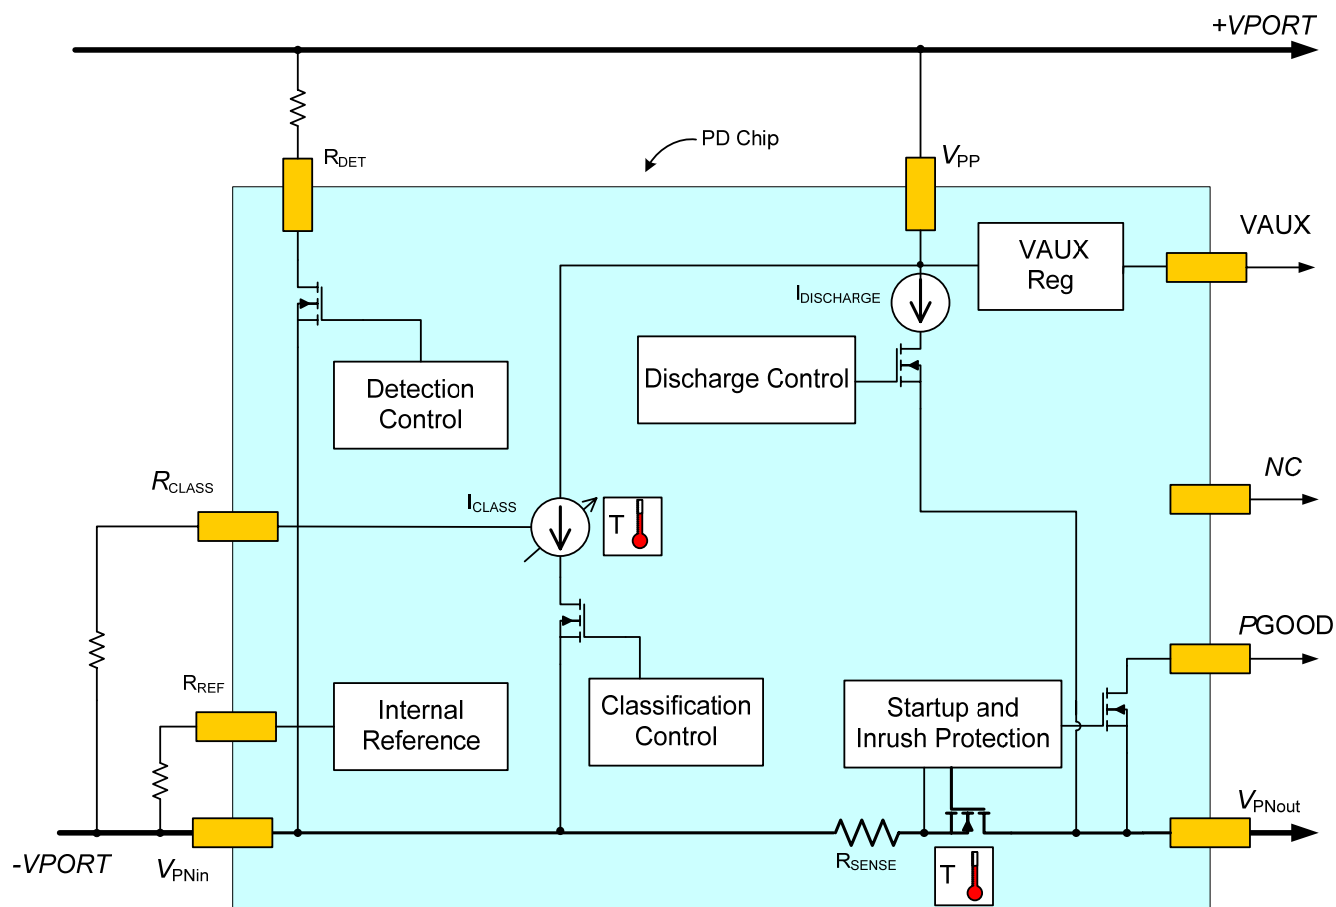 +VPORT
PD Chip
RDET
VPP
VAUX
VAUX
Reg
IDISCHARGE
Discharge Control
Detection
Control
NC
RCLASS
ICLASS
T
PGOOD
RREF
Internal
Reference
Classification
Control
Startup and
Inrush Protection
VPNout
-VPORT
VPNin
RSENSE
T